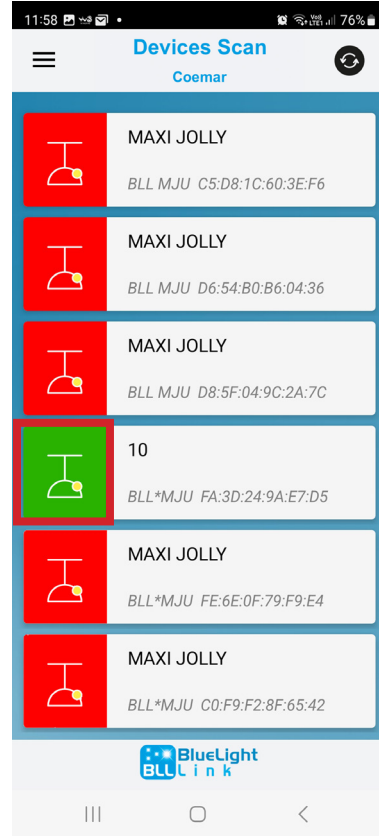 11:58 76%
Devices Scan
Coemar
MAXI JOLLY
BLL MJU C5:D8:1C:60:3E:F6
MAXI JOLLY
BLL MJU D6:54:B0:B6:04:36
MAXI JOLLY
BLL MJU D8:5F:04:9C:2A:7C
10
BLL*MJU FA:3D:24:9A:E7:D5
MAXI JOLLY
BLL*MJU FE:6E:0F:79:F9:E4
MAXI JOLLY
BLL*MJU C0:F9:F2:8F:65:42
BlueLight
BLL Link